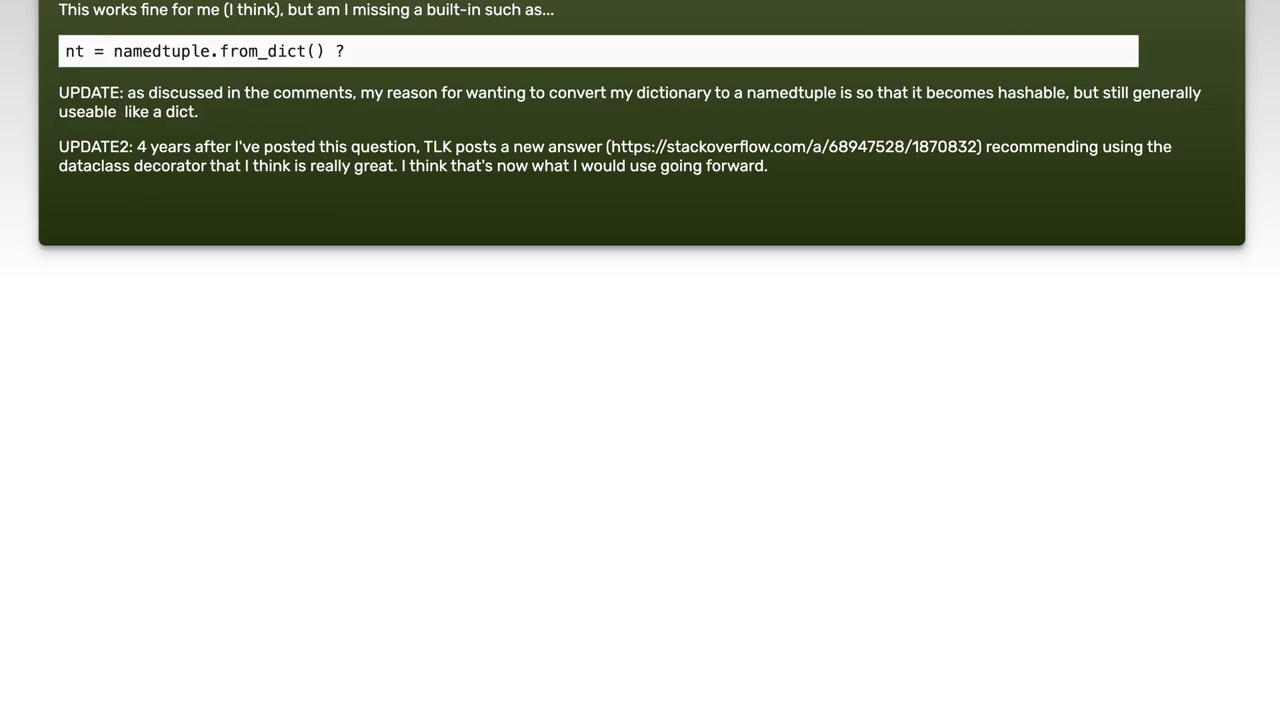 This works fine for me (I think), but am I missing a built-in such as...
nt = namedtuple.from_dict() ?
UPDATE: as discussed in the comments, my reason for wanting to convert my dictionary to a namedtuple is so that it becomes hashable, but still generally
useable  like a dict.
UPDATE2: 4 years after I've posted this question, TLK posts a new answer (https://stackoverflow.com/a/68947528/1870832) recommending using the
dataclass decorator that I think is really great. I think that's now what I would use going forward.